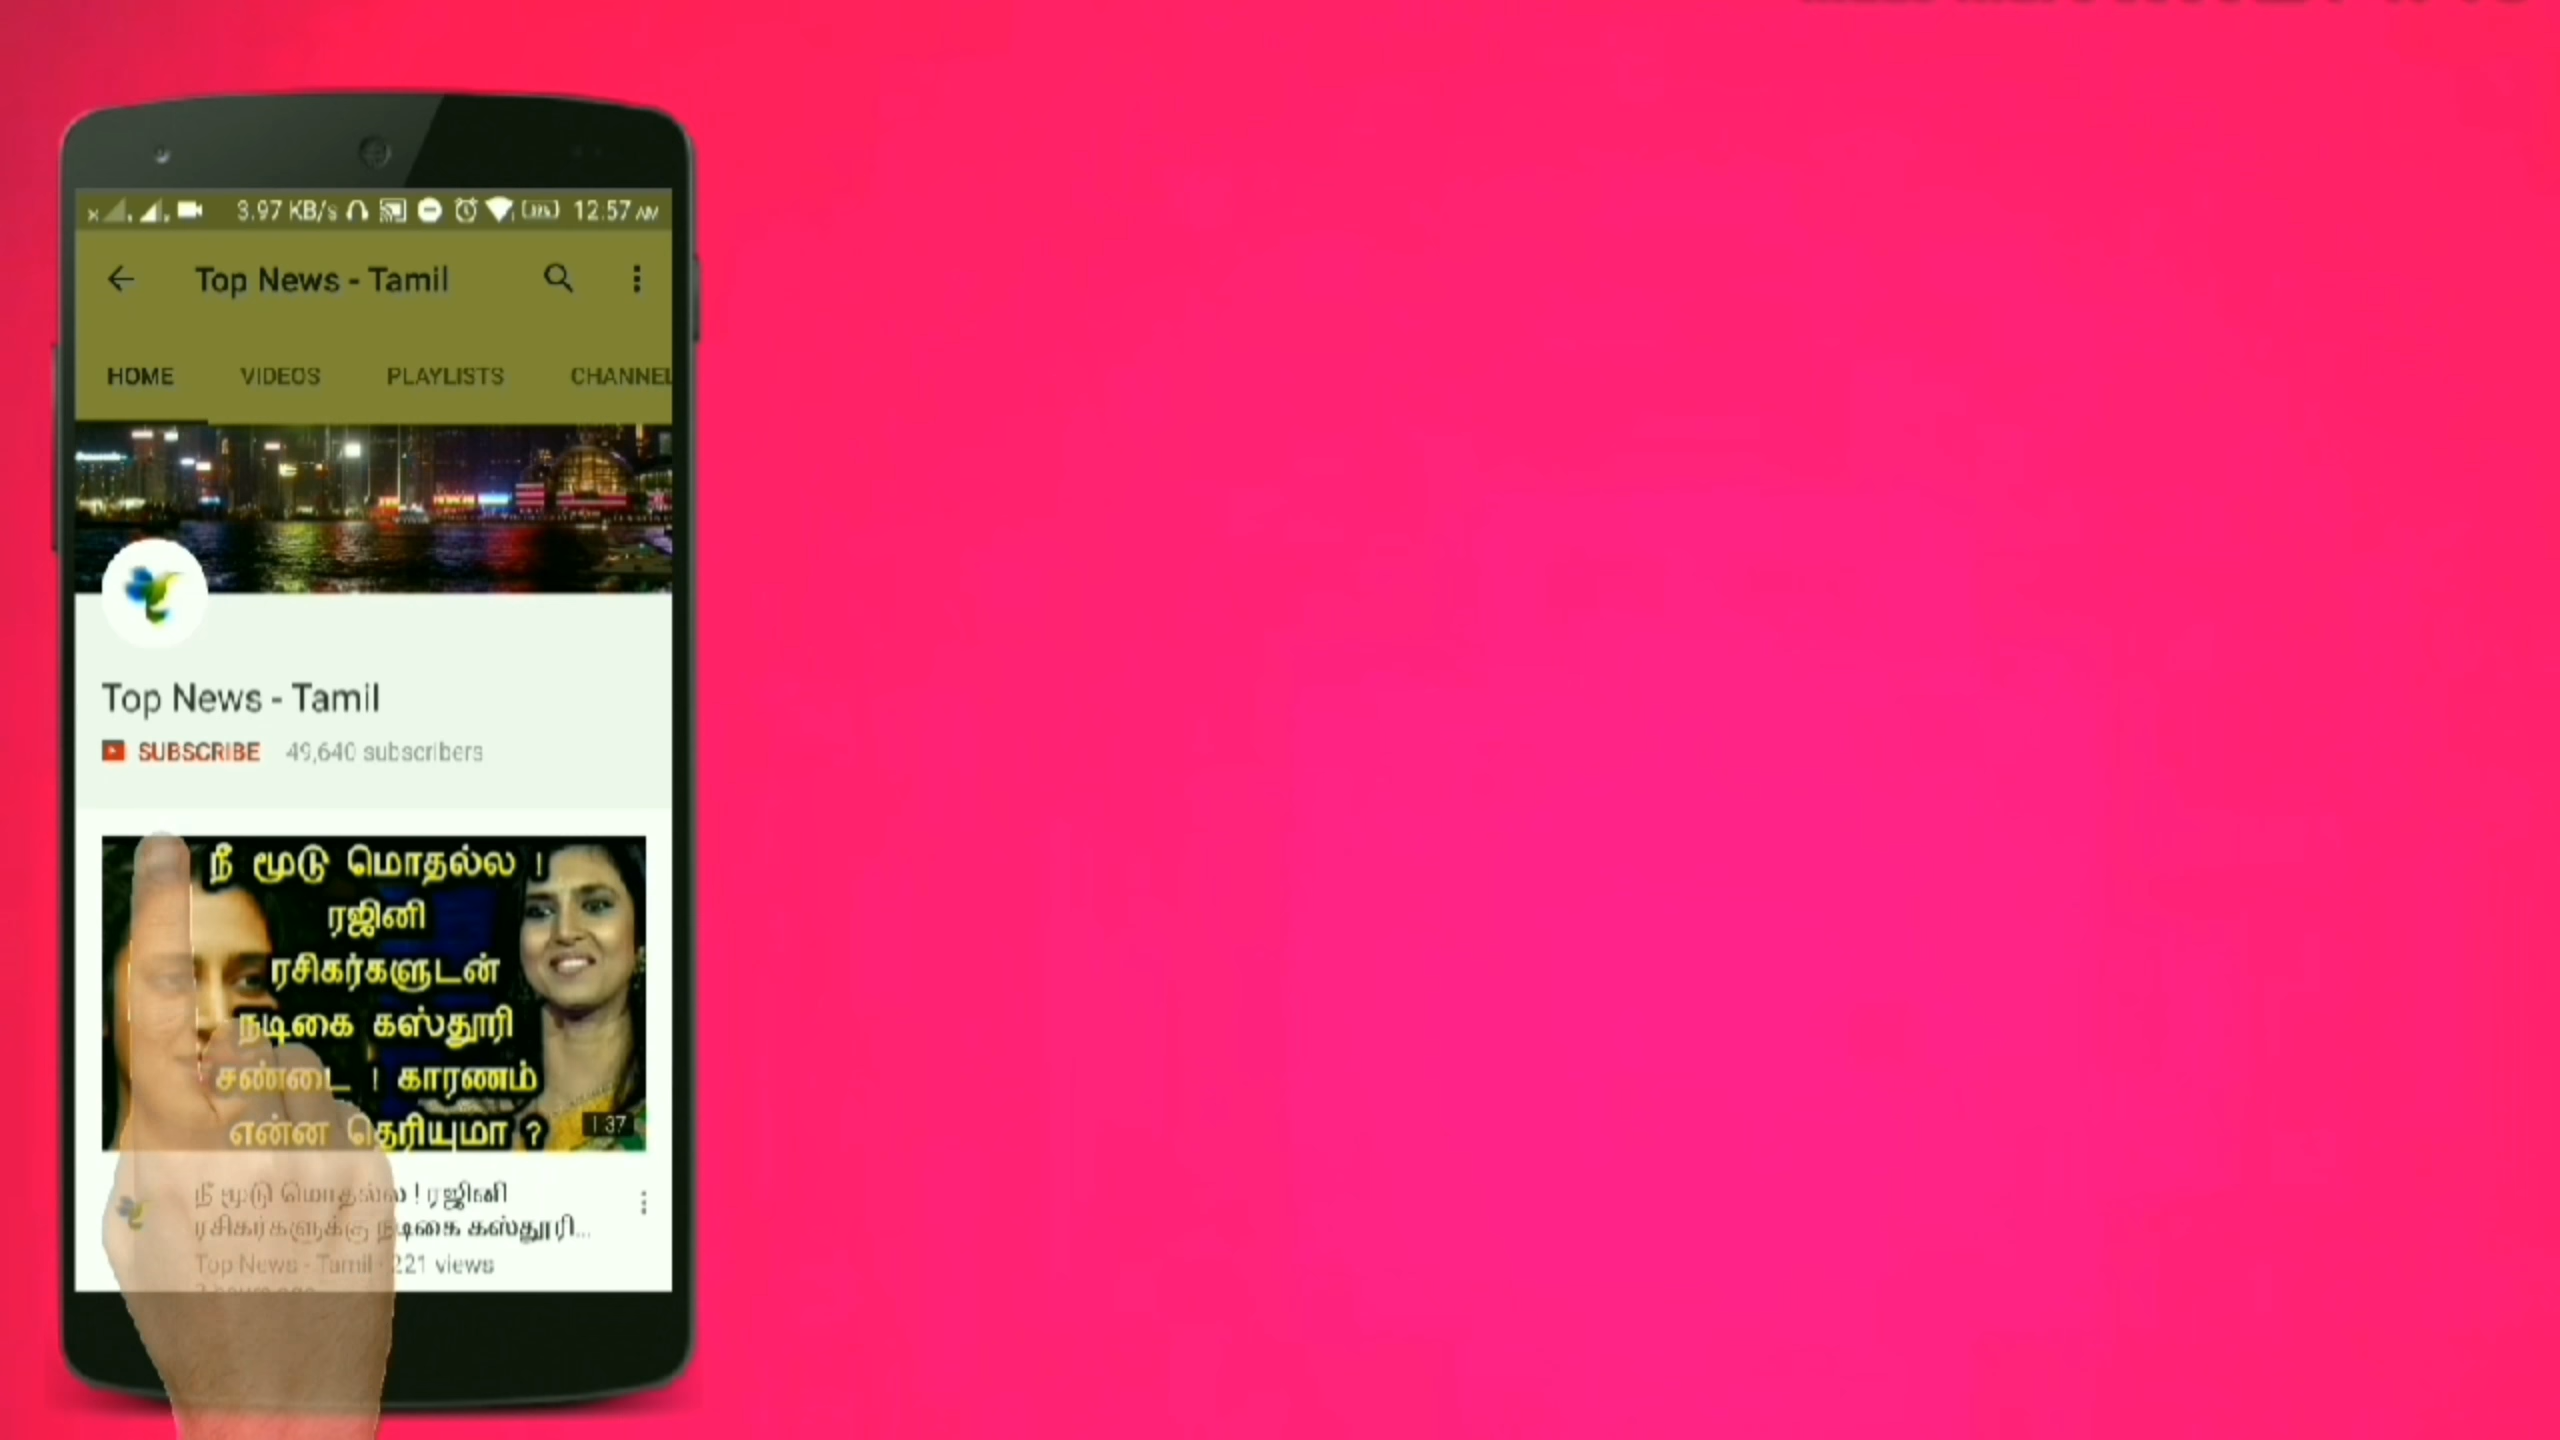 3.97 KB/s 12.57 AM
Top News - Tamil
HOME VIDEOS PLAYLISTS CHANNEL
Top News - Tamil
SUBSCRIBE 49,640 subscribers
நீ மூடு மொதல்ல !
ரஜினி
ரசிகர்களுடன்
நடிகை கஸ்தூரி
சண்டை ! காரணம்
என்ன தெரியுமா ?
1:37
நீ மூடு மொதல்ல ! ரஜினி
ரசிகர்களுக்கு நடிகை கஸ்தூரி...
Top News - Tamil · 221 views